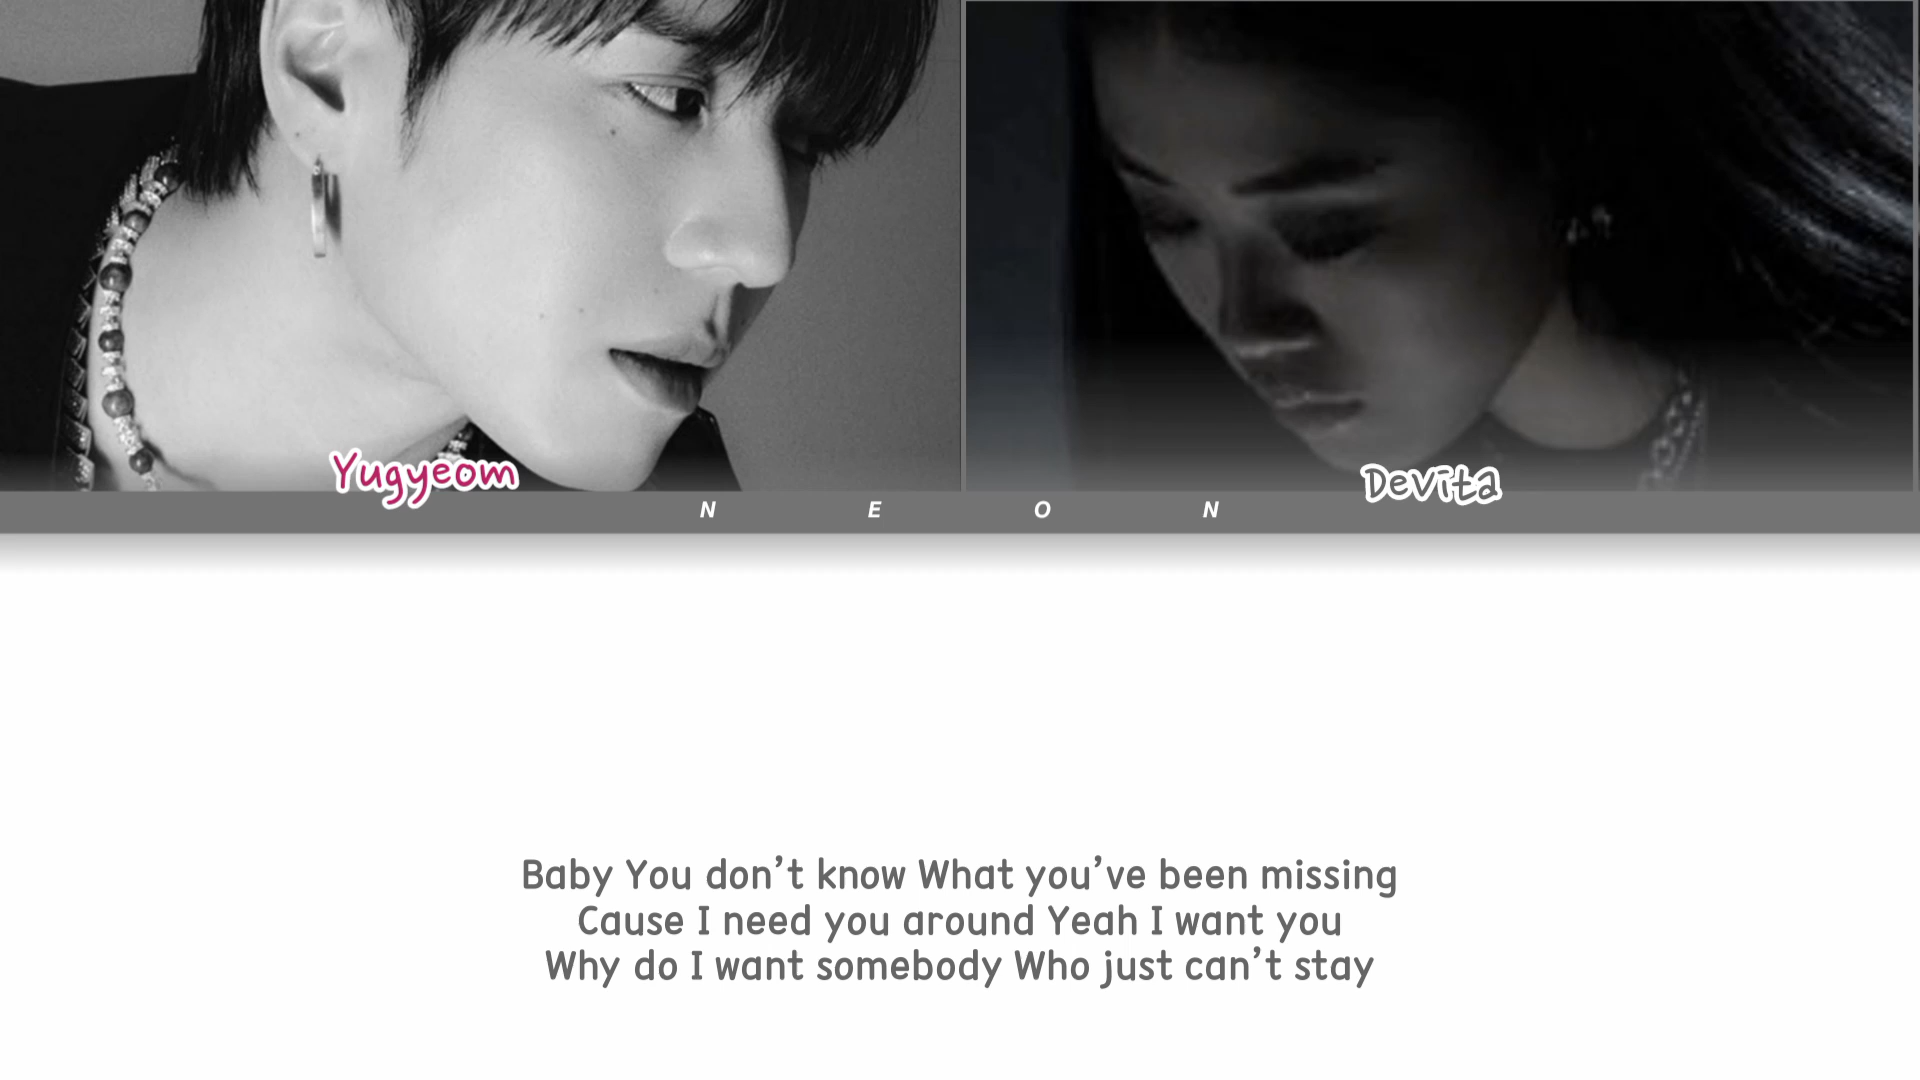 Yugyeom
DeVita
N E O N
Baby You don't know What you've been missing
Cause I need you around Yeah I want you
Why do I want somebody Who just can't stay